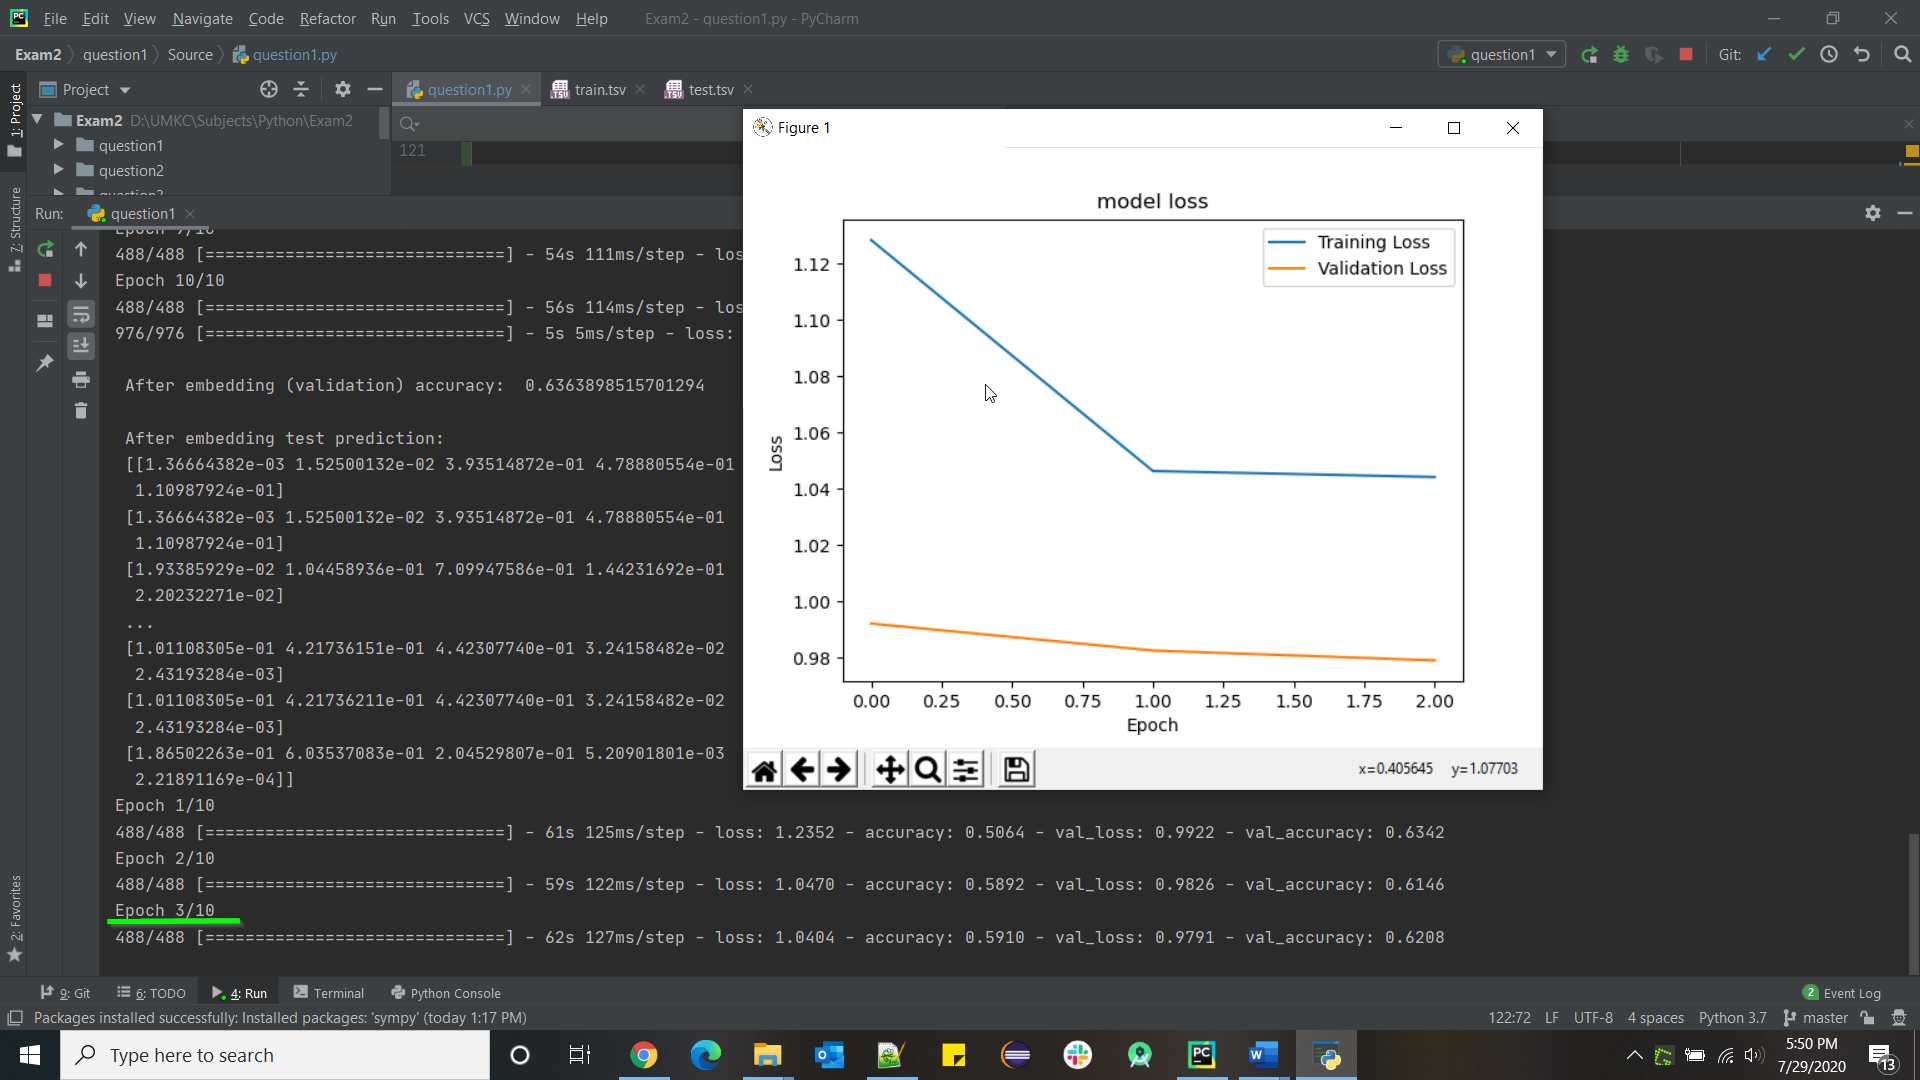 File Edit View Navigate Code Refactor Run Tools VCS Window Help Exam2 - question1.py - PyCharm
Exam2 question1 Source question1.py question1 Git:
Project question1.py train.tsv test.tsv
1: Project
Exam2 D:\UMKC\Subjects\Python\Exam2
question1
question2
121
7: Structure
Run: question1
488/488 [==============================] - 54s 111ms/step - los
Epoch 10/10
488/488 [==============================] - 56s 114ms/step - los
976/976 [==============================] - 5s 5ms/step - loss:
After embedding (validation) accuracy: 0.6363898515701294
After embedding test prediction:
[[1.36664382e-03 1.52500132e-02 3.93514872e-01 4.78880554e-01
1.10987924e-01]
[1.36664382e-03 1.52500132e-02 3.93514872e-01 4.78880554e-01
1.10987924e-01]
[1.93385929e-02 1.04458936e-01 7.09947586e-01 1.44231692e-01
2.20232271e-02]
...
[1.01108305e-01 4.21736151e-01 4.42307740e-01 3.24158482e-02
2.43193284e-03]
[1.01108305e-01 4.21736211e-01 4.42307740e-01 3.24158482e-02
2.43193284e-03]
[1.86502263e-01 6.03537083e-01 2.04529807e-01 5.20901801e-03
2.21891169e-04]]
Epoch 1/10
488/488 [==============================] - 61s 125ms/step - loss: 1.2352 - accuracy: 0.5064 - val_loss: 0.9922 - val_accuracy: 0.6342
Epoch 2/10
488/488 [==============================] - 59s 122ms/step - loss: 1.0470 - accuracy: 0.5892 - val_loss: 0.9826 - val_accuracy: 0.6146
Epoch 3/10
488/488 [==============================] - 62s 127ms/step - loss: 1.0404 - accuracy: 0.5910 - val_loss: 0.9791 - val_accuracy: 0.6208
Figure 1
model loss
Training Loss
Validation Loss
1.12
1.10
1.08
1.06
1.04
1.02
1.00
0.98
Loss
0.00 0.25 0.50 0.75 1.00 1.25 1.50 1.75 2.00
Epoch
x=0.405645 y=1.07703
2: Favorites
9: Git 6: TODO 4: Run Terminal Python Console 2 Event Log
Packages installed successfully: Installed packages: 'sympy' (today 1:17 PM) 122:72 LF UTF-8 4 spaces Python 3.7 master
Type here to search
5:50 PM
7/29/2020
13